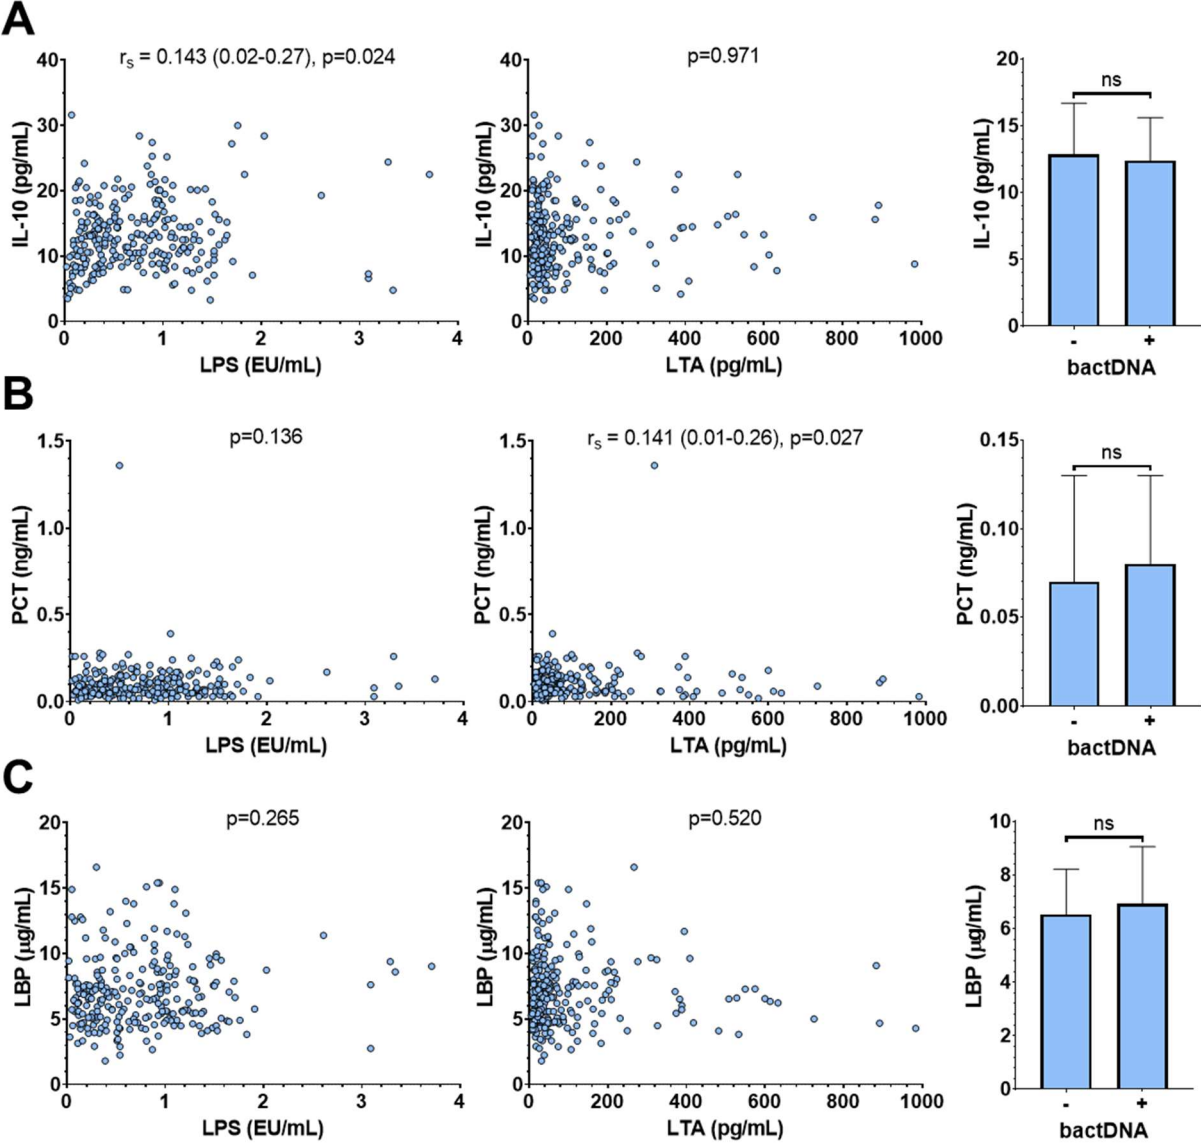 A
r_s = 0.143 (0.02-0.27), p=0.024
40
30
20
10
0
IL-10 (pg/mL)
0 1 2 3 4
LPS (EU/mL)
p=0.971
40
30
20
10
0
IL-10 (pg/mL)
0 200 400 600 800 1000
LTA (pg/mL)
ns
20
15
10
5
0
IL-10 (pg/mL)
- +
bactDNA
B
p=0.136
1.5
1.0
0.5
0.0
PCT (ng/mL)
0 1 2 3 4
LPS (EU/mL)
r_s = 0.141 (0.01-0.26), p=0.027
1.5
1.0
0.5
0.0
PCT (ng/mL)
0 200 400 600 800 1000
LTA (pg/mL)
ns
0.15
0.10
0.05
0.00
PCT (ng/mL)
- +
bactDNA
C
p=0.265
20
15
10
5
0
LBP (µg/mL)
0 1 2 3 4
LPS (EU/mL)
p=0.520
20
15
10
5
0
LBP (µg/mL)
0 200 400 600 800 1000
LTA (pg/mL)
ns
10
8
6
4
2
0
LBP (µg/mL)
- +
bactDNA